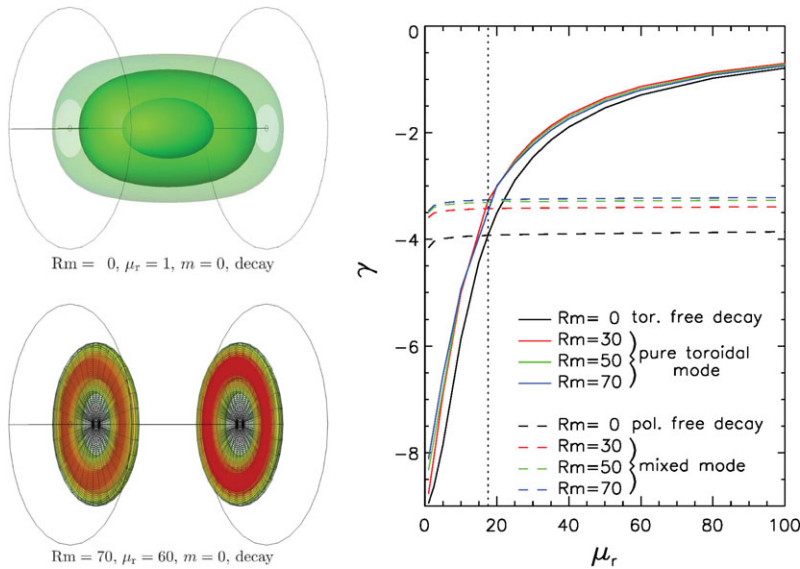 Rm = 0, μr = 1, m = 0, decay
Rm = 70, μr = 60, m = 0, decay
0
−2
−4
−6
−8
γ
Rm= 0 tor. free decay
Rm=30
Rm=50 } pure toroidal mode
Rm=70
Rm= 0 pol. free decay
Rm=30
Rm=50 } mixed mode
Rm=70
0 20 40 60 80 100
μr